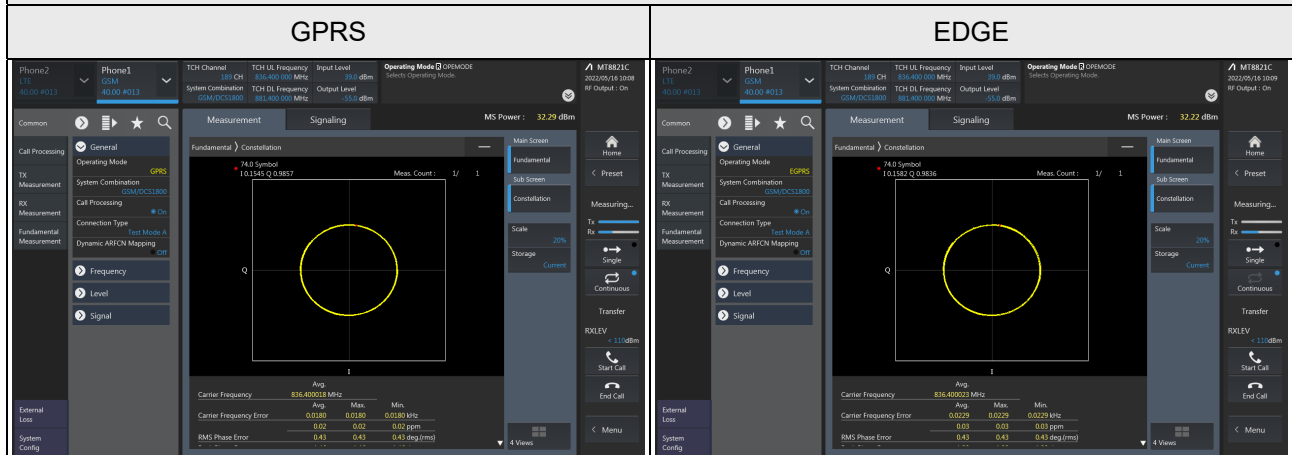 GPRS
EDGE
Phone2
LTE
40.00 #013
Phone1
GSM
40.00 #013
TCH Channel
189 CH
System Combination
GSM/DCS1800
TCH UL Frequency
836.400 000 MHz
TCH DL Frequency
881.400 000 MHz
Input Level
39.0 dBm
Output Level
-55.0 dBm
Operating Mode OPEMODE
Selects Operating Mode.
MT8821C
2022/05/16 10:08
RF Output : On
Common
Call Processing
TX
Measurement
RX
Measurement
Fundamental
Measurement
External
Loss
System
Config
General
Operating Mode
GPRS
System Combination
GSM/DCS1800
Call Processing
On
Connection Type
Test Mode A
Dynamic ARFCN Mapping
Off
Frequency
Level
Signal
Measurement
Signaling
MS Power : 32.29 dBm
Fundamental Constellation
74.0 Symbol
I 0.1545 Q 0.9857
Meas. Count : 1/ 1
Q
I
Avg.
Carrier Frequency 836.400018 MHz
Avg. Max. Min.
Carrier Frequency Error 0.0180 0.0180 0.0180 kHz
0.02 0.02 0.02 ppm
RMS Phase Error 0.43 0.43 0.43 deg.(rms)
Main Screen
Fundamental
Sub Screen
Constellation
Scale
20%
Storage
Current
4 Views
Home
Preset
Measuring...
Tx
Rx
Single
Continuous
Transfer
RXLEV
< 110dBm
Start Call
End Call
Menu
Phone2
LTE
40.00 #013
Phone1
GSM
40.00 #013
TCH Channel
189 CH
System Combination
GSM/DCS1800
TCH UL Frequency
836.400 000 MHz
TCH DL Frequency
881.400 000 MHz
Input Level
39.0 dBm
Output Level
-55.0 dBm
Operating Mode OPEMODE
Selects Operating Mode.
MT8821C
2022/05/16 10:09
RF Output : On
Common
Call Processing
TX
Measurement
RX
Measurement
Fundamental
Measurement
External
Loss
System
Config
General
Operating Mode
EGPRS
System Combination
GSM/DCS1800
Call Processing
On
Connection Type
Test Mode A
Dynamic ARFCN Mapping
Off
Frequency
Level
Signal
Measurement
Signaling
MS Power : 32.22 dBm
Fundamental Constellation
74.0 Symbol
I 0.1582 Q 0.9836
Meas. Count : 1/ 1
Q
I
Avg.
Carrier Frequency 836.400023 MHz
Avg. Max. Min.
Carrier Frequency Error 0.0229 0.0229 0.0229 kHz
0.03 0.03 0.03 ppm
RMS Phase Error 0.43 0.43 0.43 deg.(rms)
Main Screen
Fundamental
Sub Screen
Constellation
Scale
20%
Storage
Current
4 Views
Home
Preset
Measuring...
Tx
Rx
Single
Continuous
Transfer
RXLEV
< 110dBm
Start Call
End Call
Menu